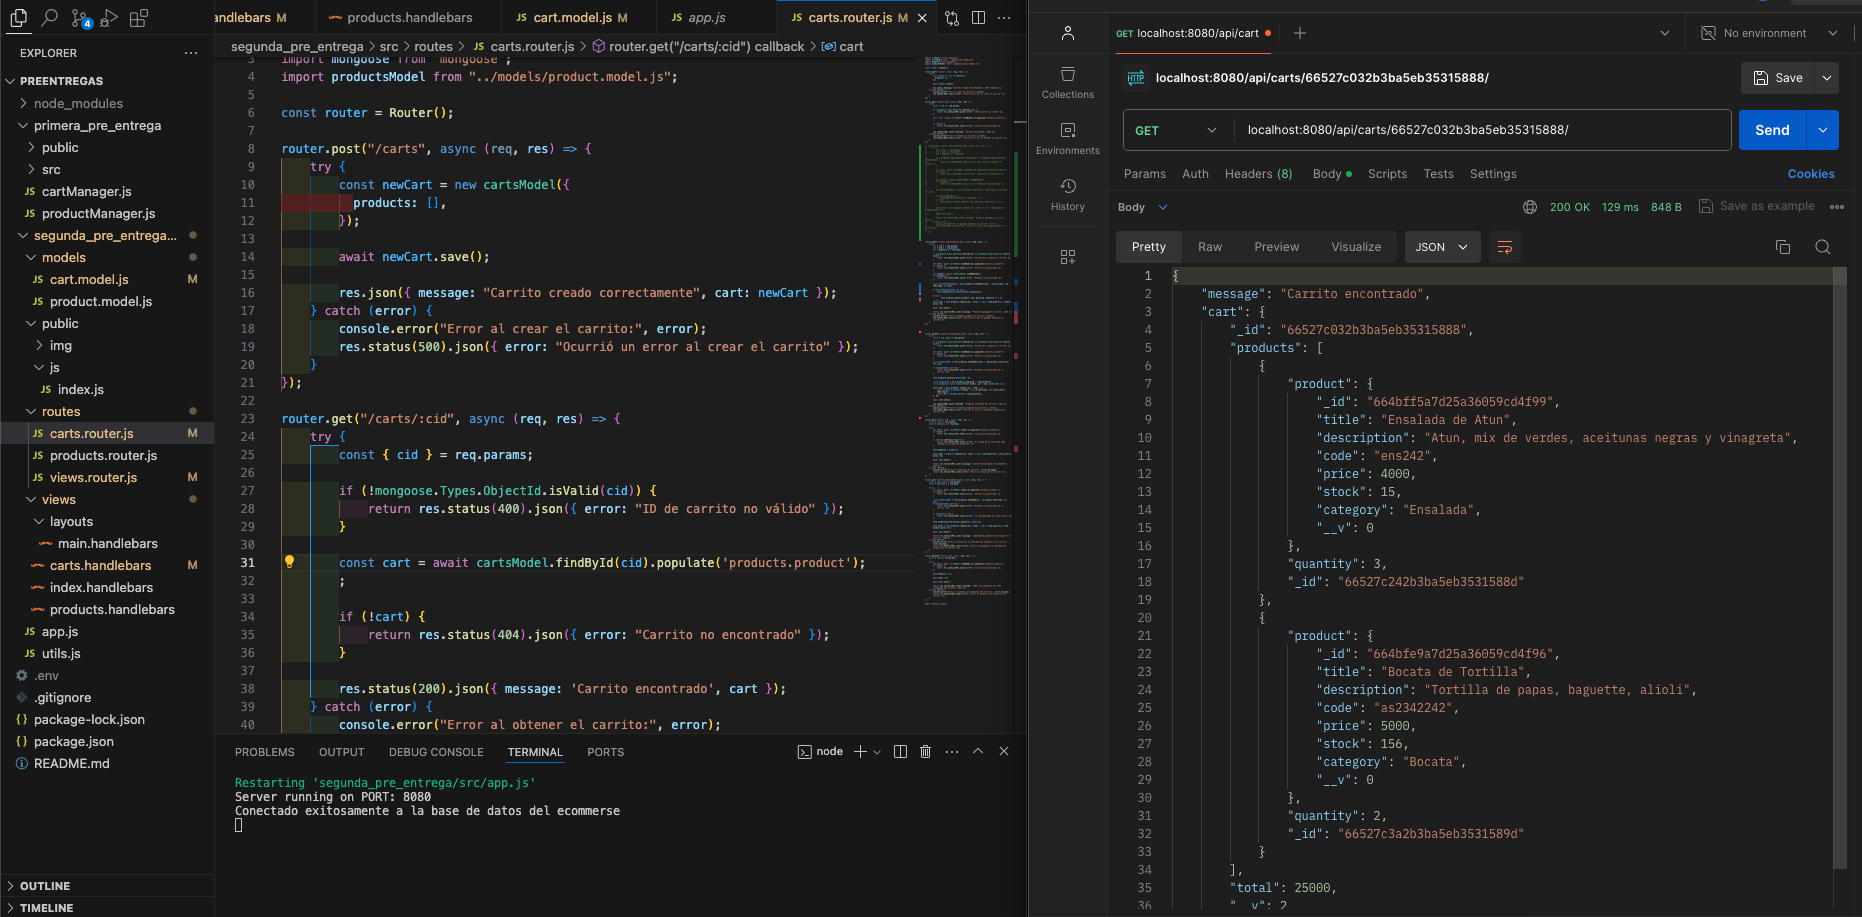 andlebars M
products.handlebars
cart.model.js M
app.js
carts.router.js M
segunda_pre_entrega > src > routes > JS carts.router.js > router.get("/carts/:cid") callback > cart
EXPLORER
PREENTREGAS
node_modules
primera_pre_entrega
public
src
JS cartManager.js
JS productManager.js
segunda_pre_entrega...
models
JS cart.model.js M
JS product.model.js
public
img
js
JS index.js
routes
JS carts.router.js M
JS products.router.js
JS views.router.js M
views
layouts
main.handlebars
carts.handlebars M
index.handlebars
products.handlebars
JS app.js
JS utils.js
.env
.gitignore
{} package-lock.json
{} package.json
README.md
OUTLINE
TIMELINE
3 import mongoose from "mongoose";
4 import productsModel from "../models/product.model.js";
5
6 const router = Router();
7
8 router.post("/carts", async (req, res) => {
9 try {
10 const newCart = new cartsModel({
11 products: [],
12 });
13
14 await newCart.save();
15
16 res.json({ message: "Carrito creado correctamente", cart: newCart });
17 } catch (error) {
18 console.error("Error al crear el carrito:", error);
19 res.status(500).json({ error: "Ocurrió un error al crear el carrito" });
20 }
21 });
22
23 router.get("/carts/:cid", async (req, res) => {
24 try {
25 const { cid } = req.params;
26
27 if (!mongoose.Types.ObjectId.isValid(cid)) {
28 return res.status(400).json({ error: "ID de carrito no válido" });
29 }
30
31 const cart = await cartsModel.findById(cid).populate('products.product');
32 ;
33
34 if (!cart) {
35 return res.status(404).json({ error: "Carrito no encontrado" });
36 }
37
38 res.status(200).json({ message: 'Carrito encontrado', cart });
39 } catch (error) {
40 console.error("Error al obtener el carrito:", error);
PROBLEMS OUTPUT DEBUG CONSOLE TERMINAL PORTS
node
Restarting 'segunda_pre_entrega/src/app.js'
Server running on PORT: 8080
Conectado exitosamente a la base de datos del ecommerse
GET localhost:8080/api/cart
No environment
Collections
Environments
History
HTTP localhost:8080/api/carts/66527c032b3ba5eb35315888/
Save
GET localhost:8080/api/carts/66527c032b3ba5eb35315888/
Send
Params Auth Headers (8) Body Scripts Tests Settings
Cookies
Body
200 OK 129 ms 848 B
Save as example
Pretty Raw Preview Visualize JSON
1 {
2 "message": "Carrito encontrado",
3 "cart": {
4 "_id": "66527c032b3ba5eb35315888",
5 "products": [
6 {
7 "product": {
8 "_id": "664bff5a7d25a36059cd4f99",
9 "title": "Ensalada de Atun",
10 "description": "Atun, mix de verdes, aceitunas negras y vinagreta",
11 "code": "ens242",
12 "price": 4000,
13 "stock": 15,
14 "category": "Ensalada",
15 "__v": 0
16 },
17 "quantity": 3,
18 "_id": "66527c242b3ba5eb3531588d"
19 },
20 {
21 "product": {
22 "_id": "664bfe9a7d25a36059cd4f96",
23 "title": "Bocata de Tortilla",
24 "description": "Tortilla de papas, baguette, alioli",
25 "code": "as2342242",
26 "price": 5000,
27 "stock": 156,
28 "category": "Bocata",
29 "__v": 0
30 },
31 "quantity": 2,
32 "_id": "66527c3a2b3ba5eb3531589d"
33 }
34 ],
35 "total": 25000,
36 "__v": 2